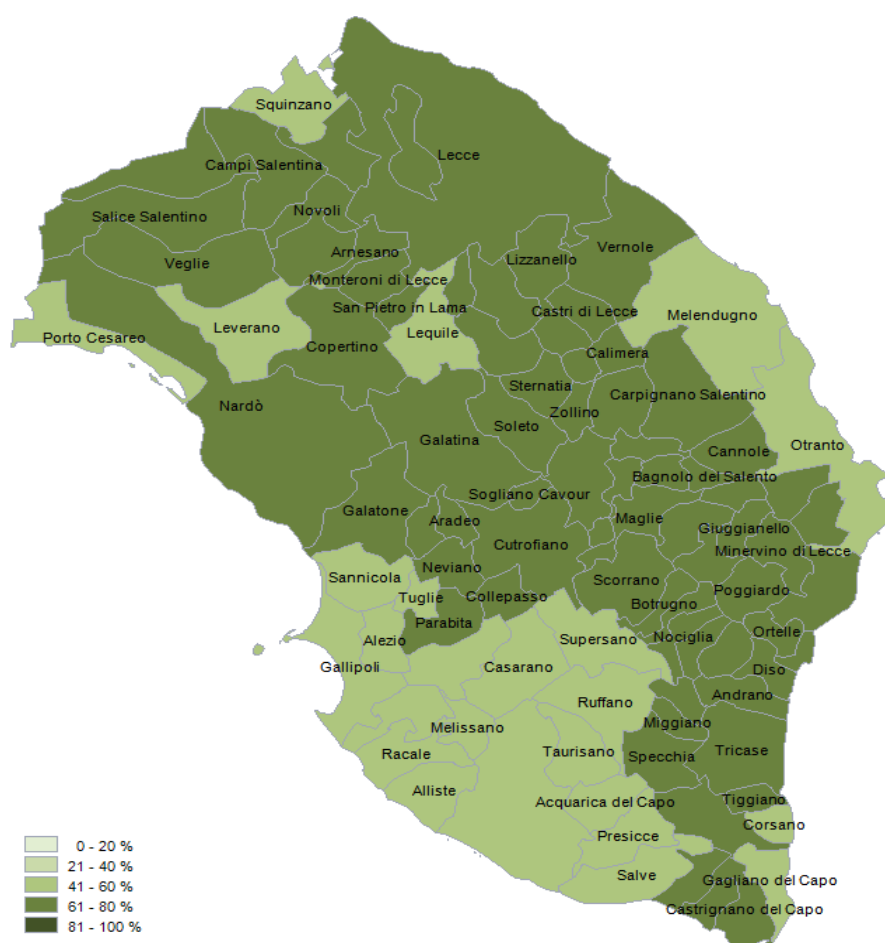 Squinzano
Lecce
Campi Salentina
Salice Salentino
Novoli
Vernole
Arnesano
Lizzanello
Veglie
Monteroni di Lecce
San Pietro in Lama
Castri di Lecce
Melendugno
Leverano
Lequile
Porto Cesareo
Copertino
Calimera
Sternatia
Carpignano Salentino
Nardò
Zollino
Soleto
Galatina
Otranto
Cannole
Bagnolo del Salento
Sogliano Cavour
Galatone
Aradeo
Maglie
Giuggianello
Cutrofiano
Minervino di Lecce
Neviano
Sannicola
Scorrano
Poggiardo
Tuglie
Collepasso
Botrugno
Parabita
Ortelle
Alezio
Supersano
Nociglia
Gallipoli
Casarano
Diso
Andrano
Ruffano
Miggiano
Melissano
Racale
Taurisano
Specchia
Tricase
Alliste
Acquarica del Capo
Tiggiano
Corsano
Presicce
Salve
Gagliano del Capo
Castrignano del Capo
0 - 20 %
21 - 40 %
41 - 60 %
61 - 80 %
81 - 100 %